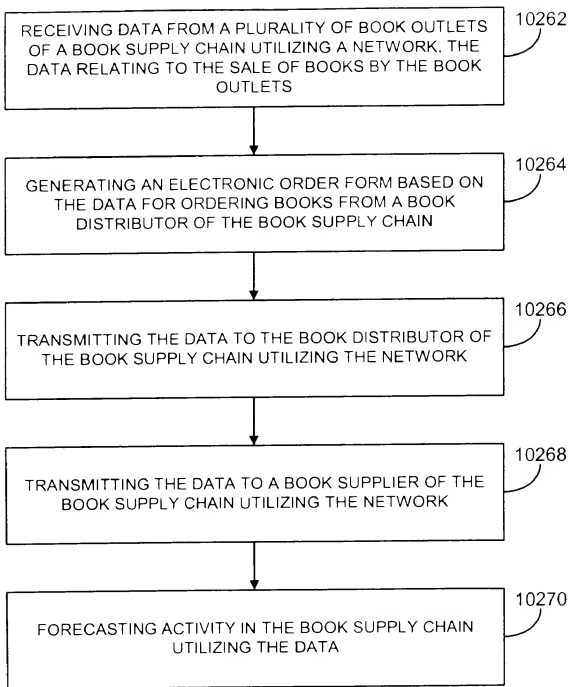 10262
RECEIVING DATA FROM A PLURALITY OF BOOK OUTLETS
OF A BOOK SUPPLY CHAIN UTILIZING A NETWORK, THE
DATA RELATING TO THE SALE OF BOOKS BY THE BOOK
OUTLETS
10264
GENERATING AN ELECTRONIC ORDER FORM BASED ON
THE DATA FOR ORDERING BOOKS FROM A BOOK
DISTRIBUTOR OF THE BOOK SUPPLY CHAIN
10266
TRANSMITTING THE DATA TO THE BOOK DISTRIBUTOR OF
THE BOOK SUPPLY CHAIN UTILIZING THE NETWORK
10268
TRANSMITTING THE DATA TO A BOOK SUPPLIER OF THE
BOOK SUPPLY CHAIN UTILIZING THE NETWORK
10270
FORECASTING ACTIVITY IN THE BOOK SUPPLY CHAIN
UTILIZING THE DATA